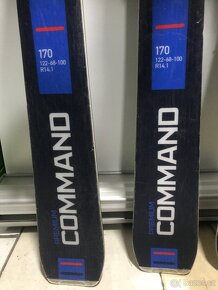 170
122-68-100
R14.1
PREMIUM
COMMAND
170
122-68-100
R14.1
PREMIUM
COMMAND